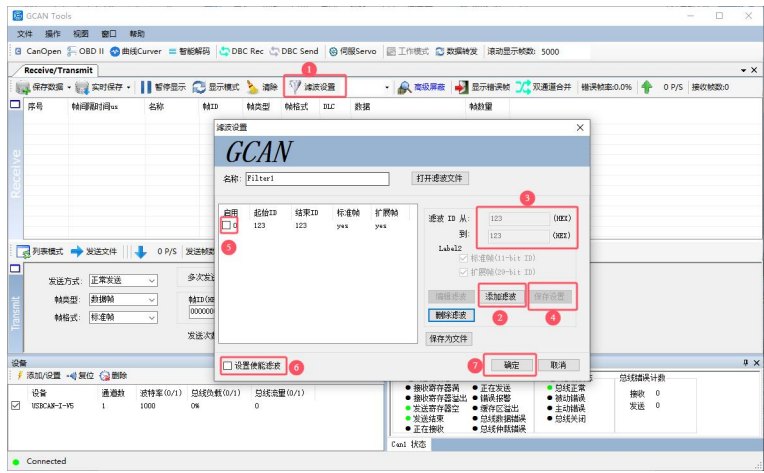 GCAN Tools
文件 操作 视图 窗口 帮助
CanOpen OBD II 曲线Curver 智能解码 DBC Rec DBC Send 伺服Servo 工作模式 数据转发 滚动显示帧数: 5000
Receive/Transmit
1
保存数据 实时保存 暂停显示 显示模式 清除 滤波设置 高级屏蔽 显示错误帧 双通道合并 错误帧率:0.0% 0 P/S 接收帧数:0
序号 帧间隔时间us 名称 帧ID 帧类型 帧格式 DLC 数据 帧数量
Receive
滤波设置
GCAN
名称: Filter1 打开滤波文件
启用 起始ID 结束ID 标准帧 扩展帧
0 123 123 yes yes
5
3
滤波 ID 从: 123 (HEX)
到: 123 (HEX)
Label2
标准帧(11-bit ID)
扩展帧(29-bit ID)
编辑滤波 添加滤波 保存设置
2 4
删除滤波
保存为文件
设置使能滤波 6 7 确定 取消
列表模式 发送文件 0 P/S 发送帧数
Transmit
发送方式: 正常发送 多次发送
帧类型: 数据帧 帧ID(HE
帧格式: 标准帧 0000000
发送次数
设备
添加/设置 复位 删除
设备 通道数 波特率(0/1) 总线负载(0/1) 总线流量(0/1)
USBCAN-I-V5 1 1000 0% 0
接收寄存器满 正在发送 总线正常
接收寄存器溢出 错误报警 被动错误
发送寄存器空 缓存区溢出 主动错误
发送结束 总线数据错误 总线关闭
正在接收 总线仲裁错误
总线错误计数
接收 0
发送 0
Can1 状态
Connected